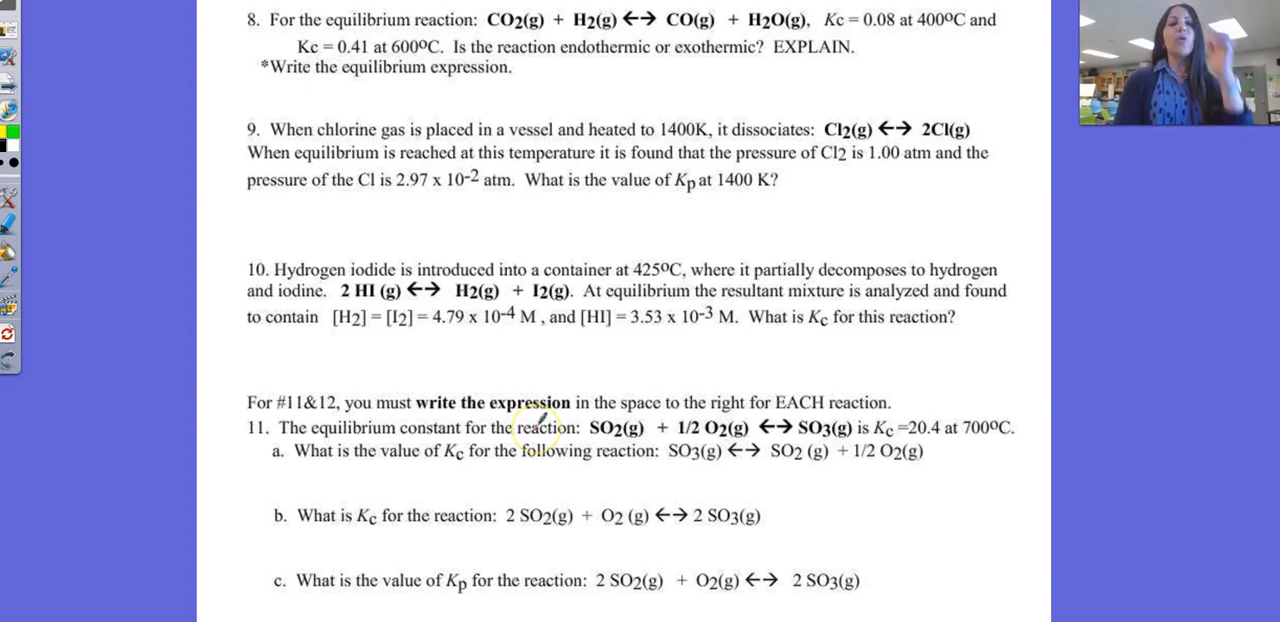 8. For the equilibrium reaction: CO2(g) + H2(g) ←→ CO(g) + H2O(g), Kc = 0.08 at 400ºC and
Kc = 0.41 at 600ºC. Is the reaction endothermic or exothermic? EXPLAIN.
*Write the equilibrium expression.
9. When chlorine gas is placed in a vessel and heated to 1400K, it dissociates: Cl2(g) ←→ 2Cl(g)
When equilibrium is reached at this temperature it is found that the pressure of Cl2 is 1.00 atm and the
pressure of the Cl is 2.97 x 10-2 atm. What is the value of Kp at 1400 K?
10. Hydrogen iodide is introduced into a container at 425ºC, where it partially decomposes to hydrogen
and iodine. 2 HI (g) ←→ H2(g) + I2(g). At equilibrium the resultant mixture is analyzed and found
to contain [H2] = [I2] = 4.79 x 10-4 M , and [HI] = 3.53 x 10-3 M. What is Kc for this reaction?
For #11&12, you must write the expression in the space to the right for EACH reaction.
11. The equilibrium constant for the reaction: SO2(g) + 1/2 O2(g) ←→ SO3(g) is Kc =20.4 at 700ºC.
a. What is the value of Kc for the following reaction: SO3(g) ←→ SO2 (g) + 1/2 O2(g)
b. What is Kc for the reaction: 2 SO2(g) + O2 (g) ←→ 2 SO3(g)
c. What is the value of Kp for the reaction: 2 SO2(g) + O2(g) ←→ 2 SO3(g)